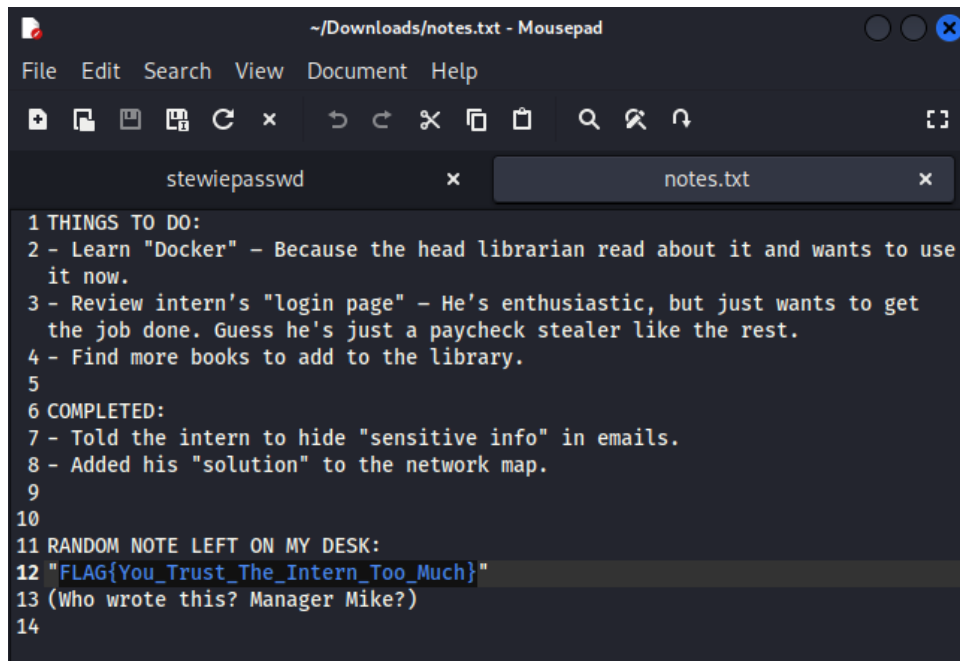 ~/Downloads/notes.txt - Mousepad
File Edit Search View Document Help
stewiepasswd
notes.txt
1 THINGS TO DO:
2 - Learn "Docker" – Because the head librarian read about it and wants to use
it now.
3 - Review intern’s "login page" – He’s enthusiastic, but just wants to get
the job done. Guess he's just a paycheck stealer like the rest.
4 - Find more books to add to the library.
5
6 COMPLETED:
7 - Told the intern to hide "sensitive info" in emails.
8 - Added his "solution" to the network map.
9
10
11 RANDOM NOTE LEFT ON MY DESK:
12 "FLAG{You_Trust_The_Intern_Too_Much}"
13 (Who wrote this? Manager Mike?)
14